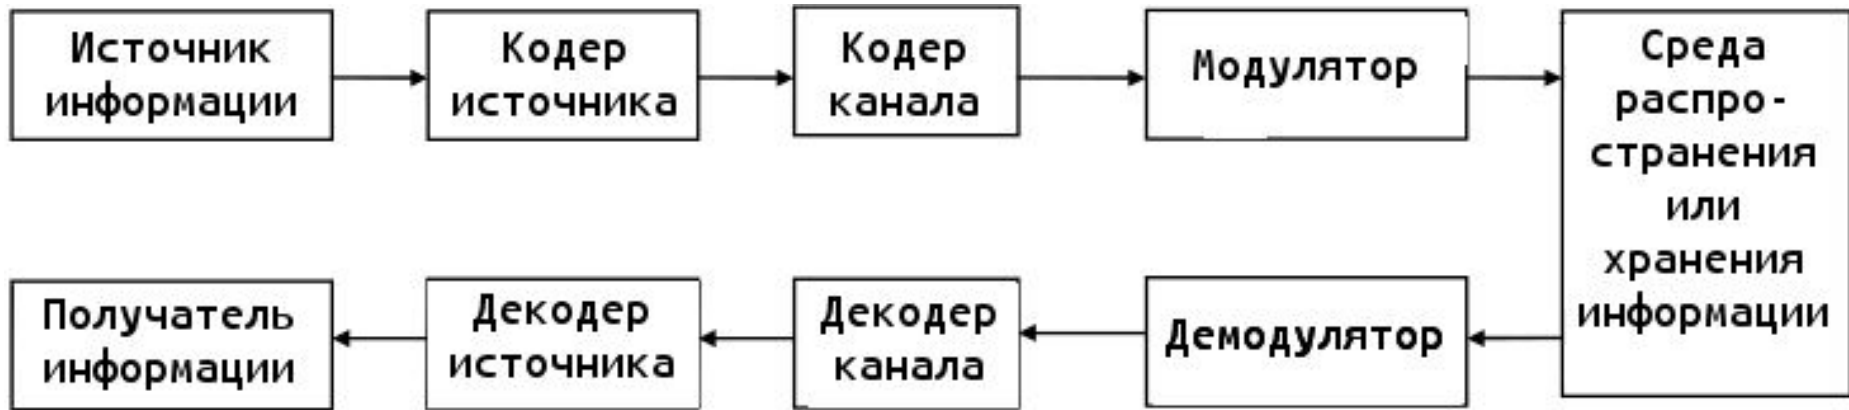 Источник
информации
Кодер
источника
Кодер
канала
Модулятор
Среда
распро-
странения
или
хранения
информации
Получатель
информации
Декодер
источника
Декодер
канала
Демодулятор